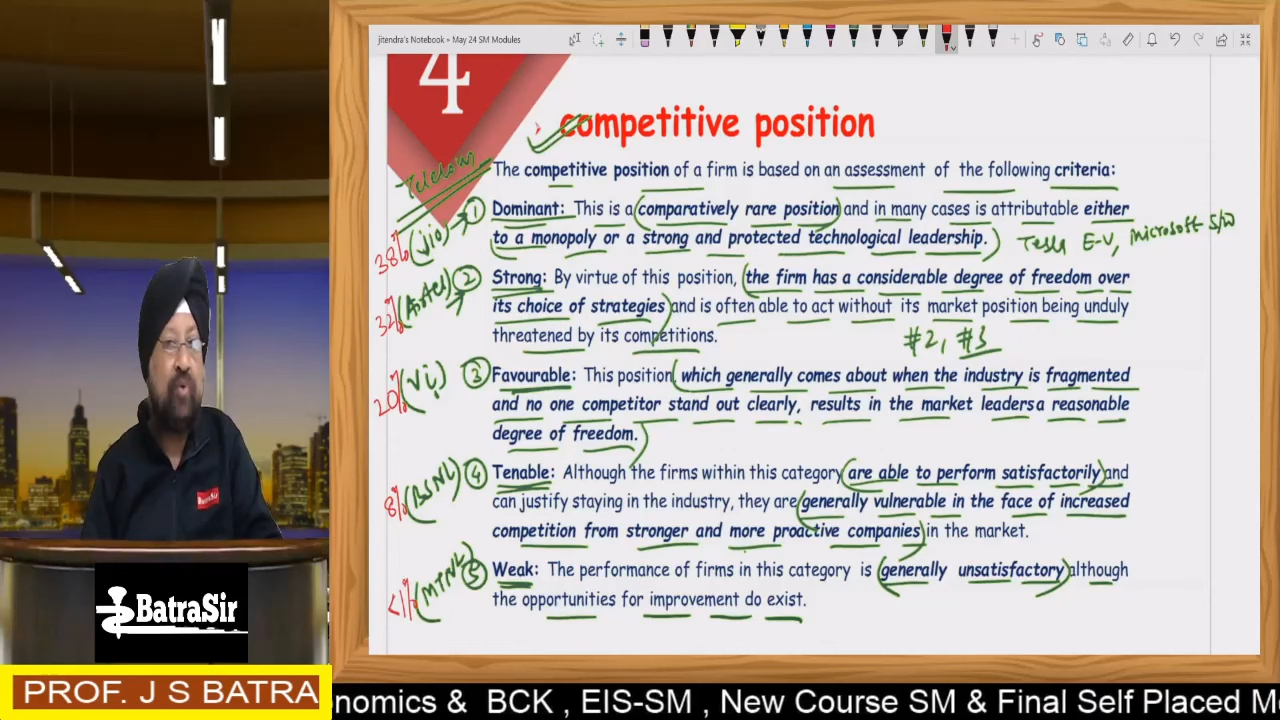 jitendra's Notebook » May 24 SM Modules
4
competitive position
Telecom
The competitive position of a firm is based on an assessment of the following criteria:
38% (Jio) → ① Dominant: This is a (comparatively rare position) and in many cases is attributable either
to a monopoly or a strong and protected technological leadership.) Tesla E-V, Microsoft S/W
32% (Airtel) → ② Strong: By virtue of this position, (the firm has a considerable degree of freedom over
its choice of strategies) and is often able to act without its market position being unduly
threatened by its competitions.
#2, #3
20% (Vi) ③ Favourable: This position (which generally comes about when the industry is fragmented
and no one competitor stand out clearly, results in the market leaders a reasonable
degree of freedom.)
8% (BSNL) ④ Tenable: Although the firms within this category (are able to perform satisfactorily) and
can justify staying in the industry, they are (generally vulnerable in the face of increased
competition from stronger and more proactive companies) in the market.
<1% (MTNL) ⑤ Weak: The performance of firms in this category is (generally unsatisfactory) although
the opportunities for improvement do exist.
BatraSir
BatraSir
PROF. J S BATRA
onomics & BCK , EIS-SM , New Course SM & Final Self Placed M